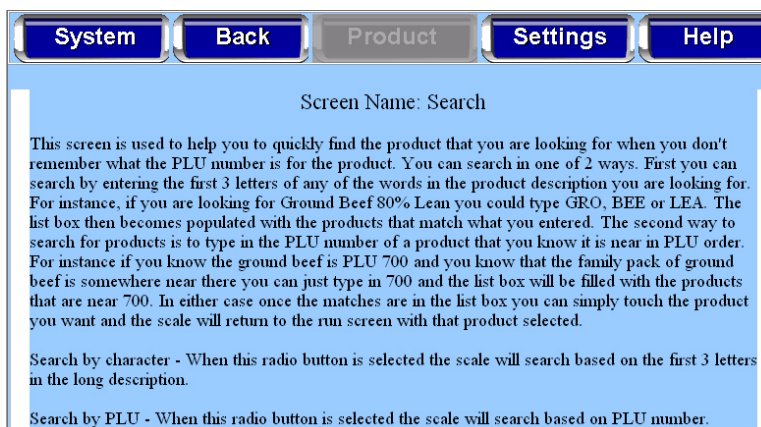 System Back Product Settings Help
Screen Name: Search
This screen is used to help you to quickly find the product that you are looking for when you don't
remember what the PLU number is for the product. You can search in one of 2 ways. First you can
search by entering the first 3 letters of any of the words in the product description you are looking for.
For instance, if you are looking for Ground Beef 80% Lean you could type GRO, BEE or LEA. The
list box then becomes populated with the products that match what you entered. The second way to
search for products is to type in the PLU number of a product that you know it is near in PLU order.
For instance if you know the ground beef is PLU 700 and you know that the family pack of ground
beef is somewhere near there you can just type in 700 and the list box will be filled with the products
that are near 700. In either case once the matches are in the list box you can simply touch the product
you want and the scale will return to the run screen with that product selected.
Search by character - When this radio button is selected the scale will search based on the first 3 letters
in the long description.
Search by PLU - When this radio button is selected the scale will search based on PLU number.